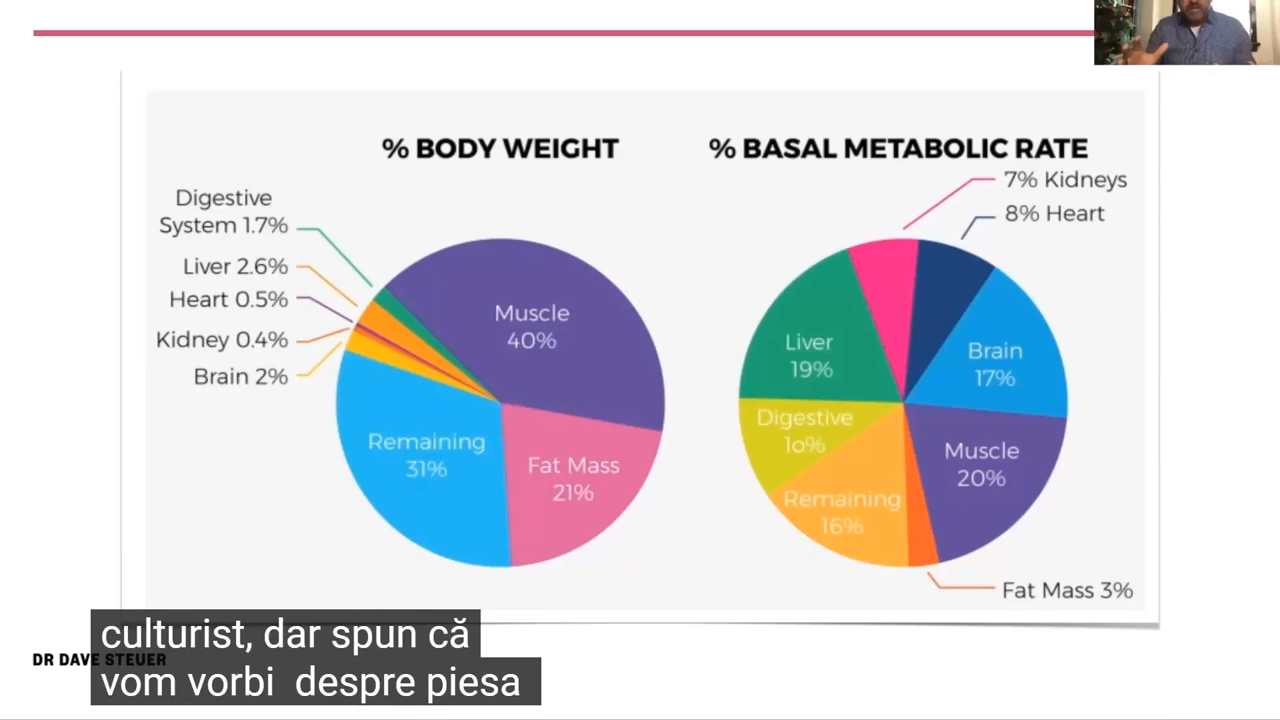 % BODY WEIGHT
Digestive
System 1.7%
Liver 2.6%
Heart 0.5%
Kidney 0.4%
Brain 2%
Muscle
40%
Remaining
31%
Fat Mass
21%
% BASAL METABOLIC RATE
7% Kidneys
8% Heart
Liver
19%
Brain
17%
Digestive
1o%
Muscle
20%
Remaining
16%
Fat Mass 3%
culturist, dar spun că
DR DAVE STEUER
vom vorbi despre piesa